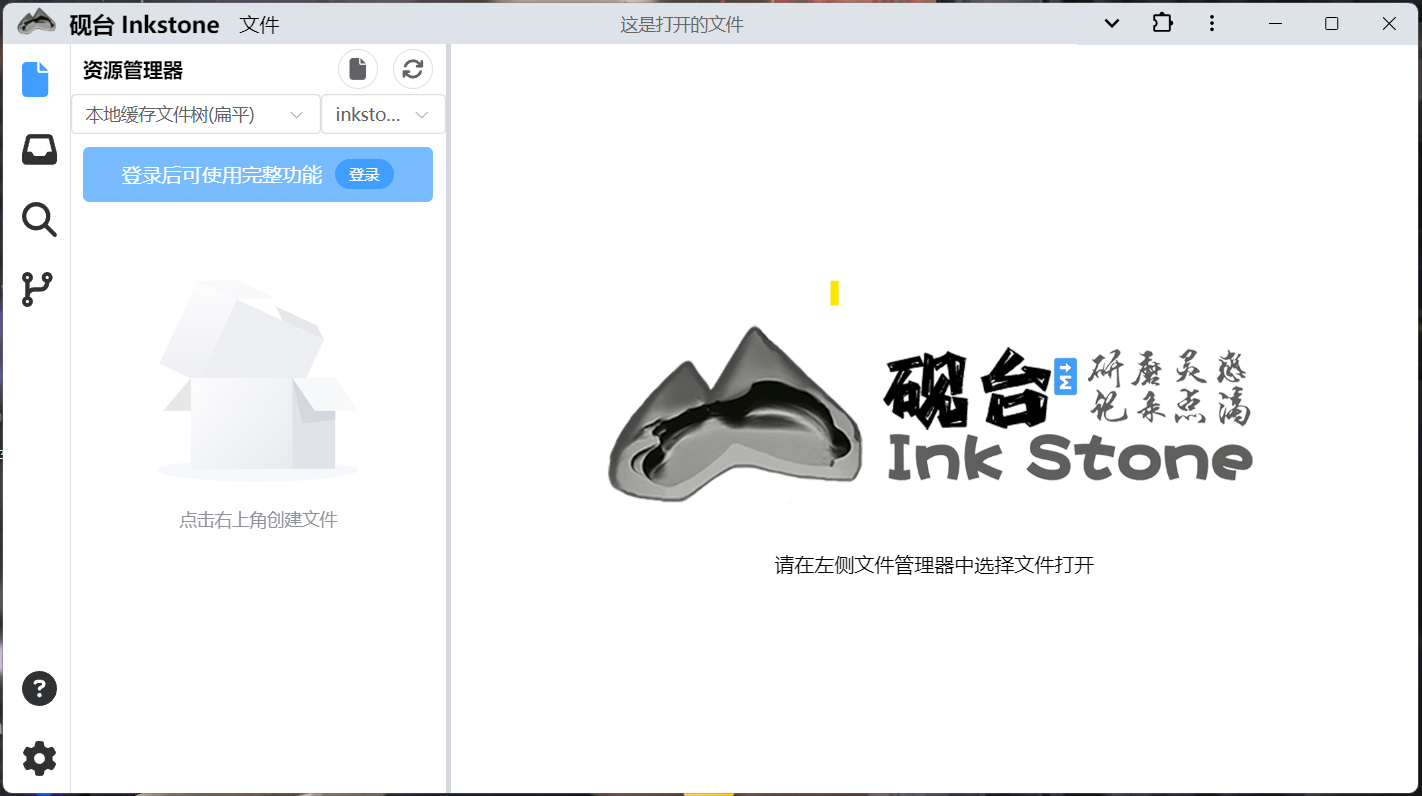 砚台 Inkstone 文件 这是打开的文件
资源管理器
本地缓存文件树(扁平) inksto...
登录后可使用完整功能 登录
点击右上角创建文件
砚台 M 研磨灵感
记录点滴
Ink Stone
请在左侧文件管理器中选择文件打开